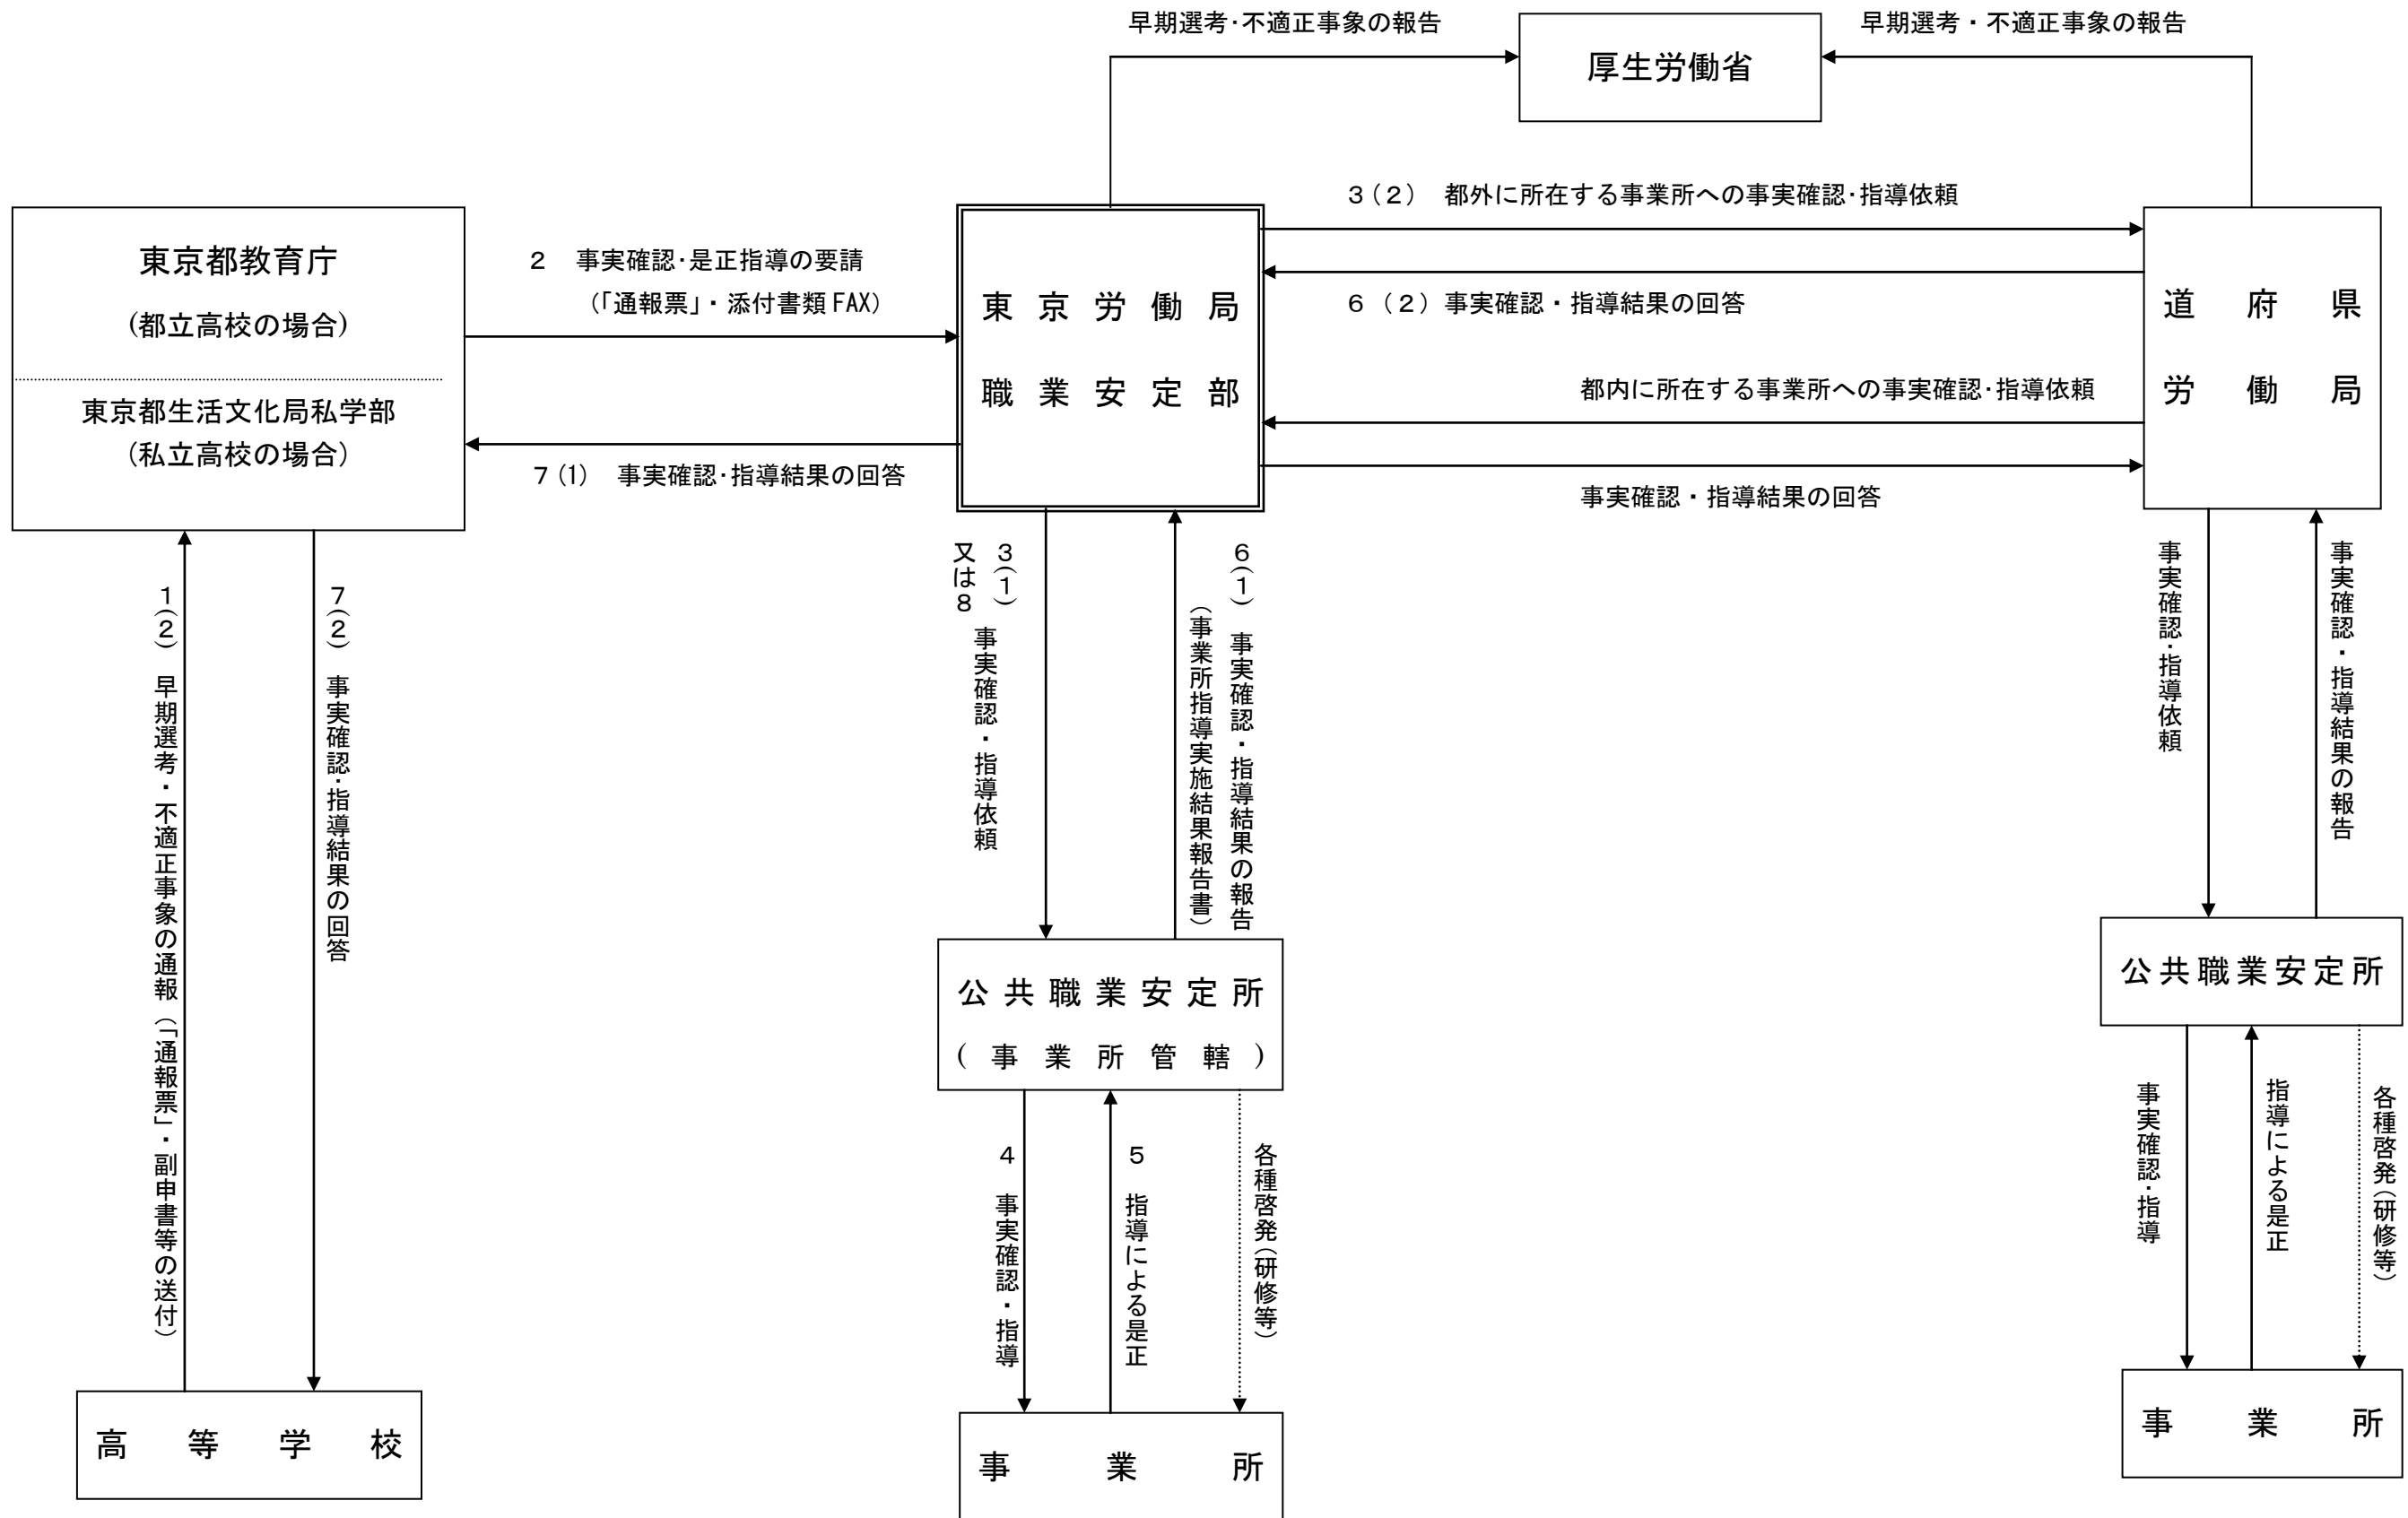 早期選考･不適正事象の報告
厚生労働省
早期選考・不適正事象の報告
東京都教育庁
(都立高校の場合)
東京都生活文化局私学部
(私立高校の場合)
2　事実確認･是正指導の要請
(｢通報票｣・添付書類 FAX)
7(1)　事実確認･指導結果の回答
東京労働局
職業安定部
3(2)　都外に所在する事業所への事実確認･指導依頼
6(2)事実確認・指導結果の回答
都内に所在する事業所への事実確認･指導依頼
事実確認・指導結果の回答
道府県
労働局
1(2)　早期選考・不適正事象の通報(｢通報票｣・副申書等の送付)
7(2)　事実確認･指導結果の回答
3(1)
又は8
事実確認・指導依頼
6(1)　事実確認・指導結果の報告
(事業所指導実施結果報告書)
事実確認･指導依頼
事実確認・指導結果の報告
公共職業安定所
(事業所管轄)
公共職業安定所
4　事実確認・指導
5　指導による是正
各種啓発(研修等)
事実確認･指導
指導による是正
各種啓発(研修等)
高等学校
事業所
事業所